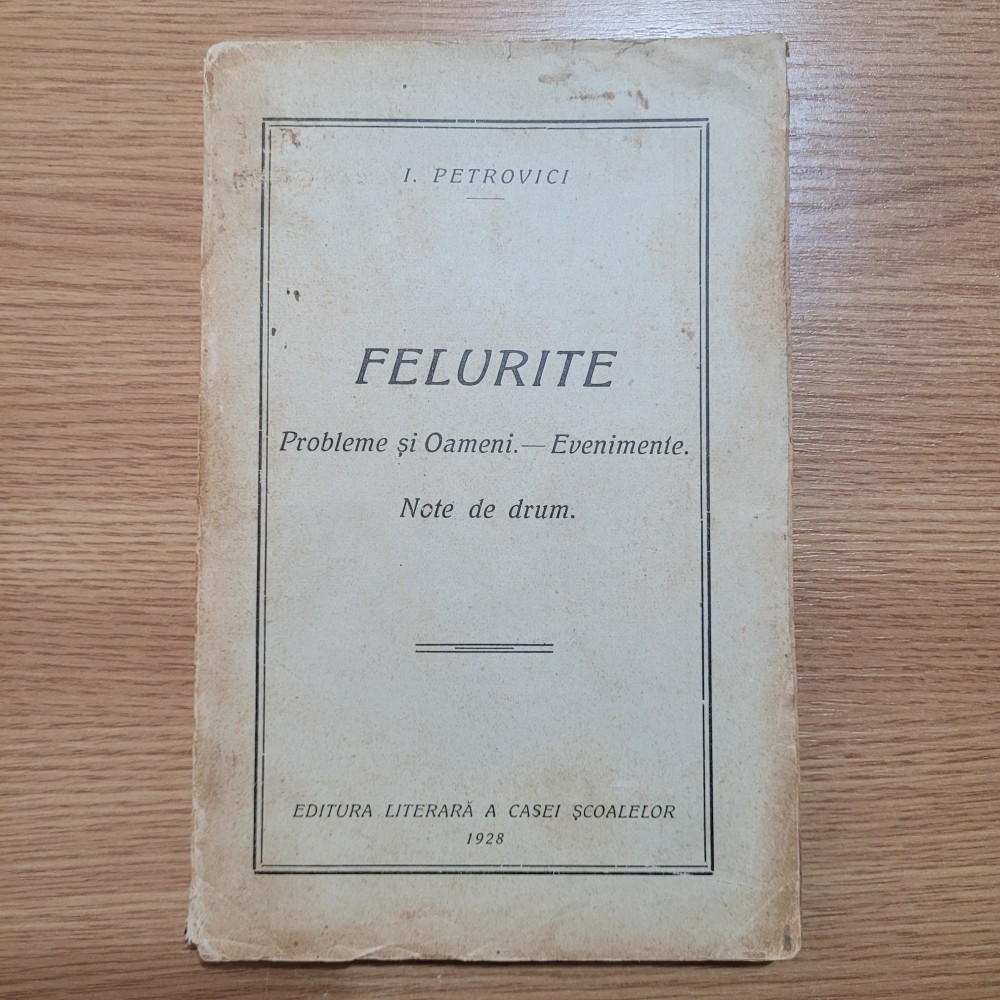 I. PETROVICI
FELURITE
Probleme și Oameni.— Evenimente.
Note de drum.
EDITURA LITERARĂ A CASEI ȘCOALELOR
1928